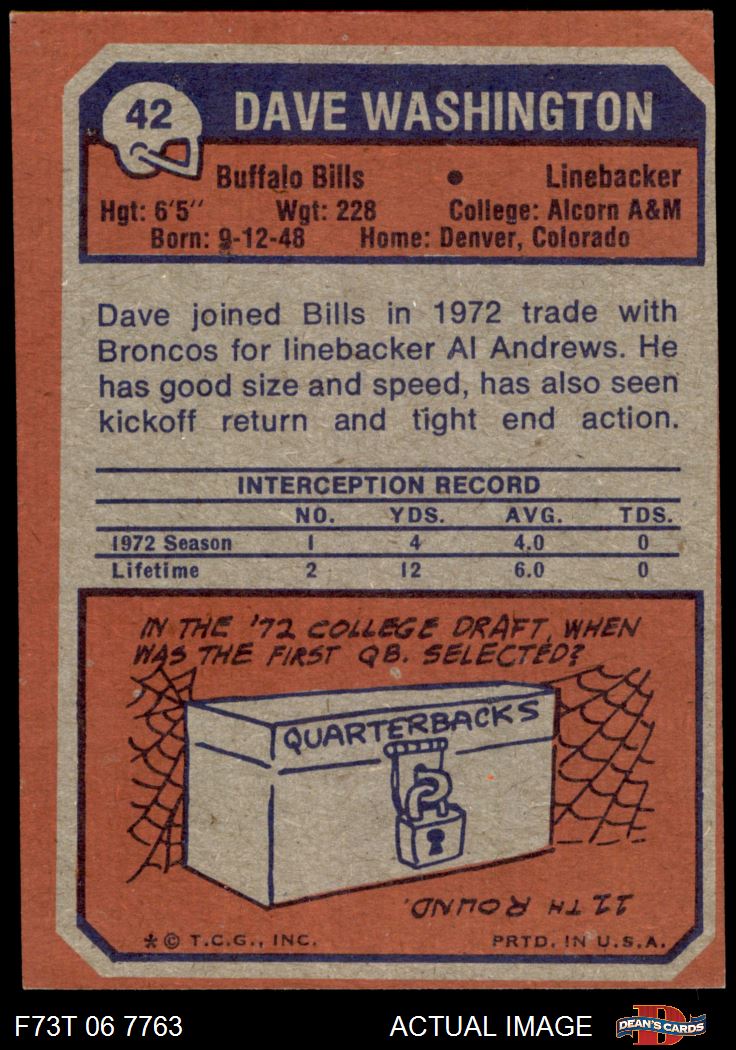 42
DAVE WASHINGTON
Buffalo Bills • Linebacker
Hgt: 6'5" Wgt: 228 College: Alcorn A&M
Born: 9-12-48 Home: Denver, Colorado
Dave joined Bills in 1972 trade with
Broncos for linebacker Al Andrews. He
has good size and speed, has also seen
kickoff return and tight end action.
INTERCEPTION RECORD
NO. YDS. AVG. TDS.
1972 Season 1 4 4.0 0
Lifetime 2 12 6.0 0
IN THE '72 COLLEGE DRAFT, WHEN
WAS THE FIRST QB. SELECTED?
QUARTERBACKS
11TH ROUND.
*© T.C.G., INC. PRTD. IN U.S.A.
F73T 06 7763 ACTUAL IMAGE
D
DEAN'S CARDS